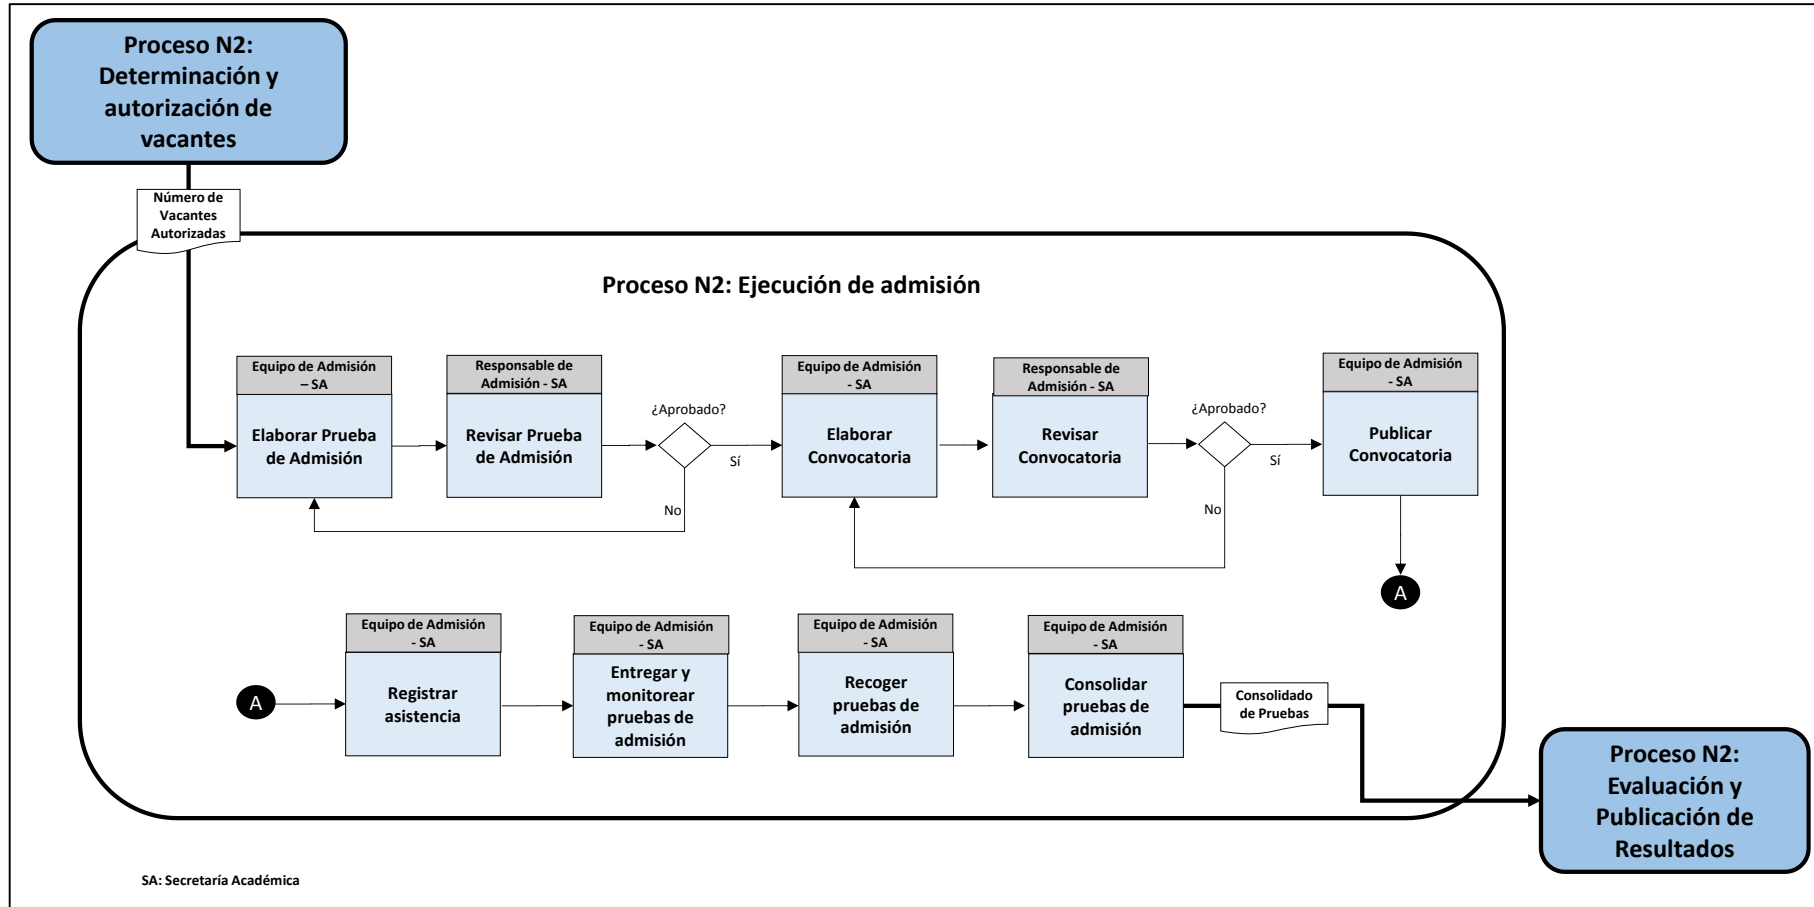 Proceso N2:
Determinación y
autorización de
vacantes
Número de
Vacantes
Autorizadas
Proceso N2: Ejecución de admisión
Equipo de Admisión
– SA
Elaborar Prueba
de Admisión
Responsable de
Admisión - SA
Revisar Prueba
de Admisión
¿Aprobado?
Sí
No
Equipo de Admisión
- SA
Elaborar
Convocatoria
Responsable de
Admisión - SA
Revisar
Convocatoria
¿Aprobado?
Sí
No
Equipo de Admisión
- SA
Publicar
Convocatoria
A
A
Equipo de Admisión
- SA
Registrar
asistencia
Equipo de Admisión
- SA
Entregar y
monitorear
pruebas de
admisión
Equipo de Admisión
- SA
Recoger
pruebas de
admisión
Equipo de Admisión
- SA
Consolidar
pruebas de
admisión
Consolidado
de Pruebas
Proceso N2:
Evaluación y
Publicación de
Resultados
SA: Secretaría Académica